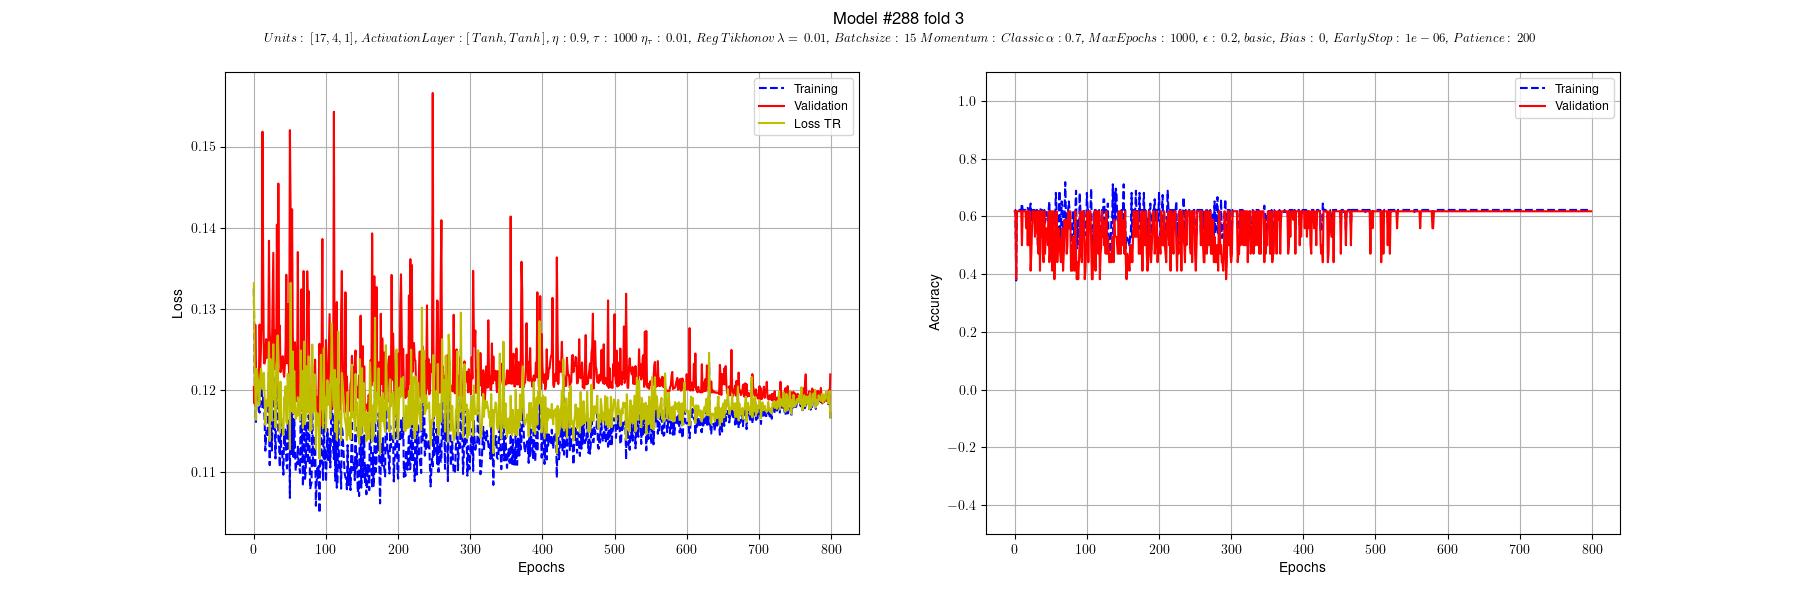 Model #288 fold 3
Units : [17, 4, 1], ActivationLayer : [Tanh, Tanh], η : 0.9, τ : 1000 η_τ : 0.01, Reg Tikhonov λ = 0.01, Batchsize : 15 Momentum : Classic α : 0.7, MaxEpochs : 1000, ϵ : 0.2, basic, Bias : 0, EarlyStop : 1e − 06, Patience : 200
Training
Validation
Loss TR
0.15
0.14
0.13
0.12
0.11
Loss
0 100 200 300 400 500 600 700 800
Epochs
Training
Validation
1.0
0.8
0.6
0.4
0.2
0.0
−0.2
−0.4
Accuracy
0 100 200 300 400 500 600 700 800
Epochs